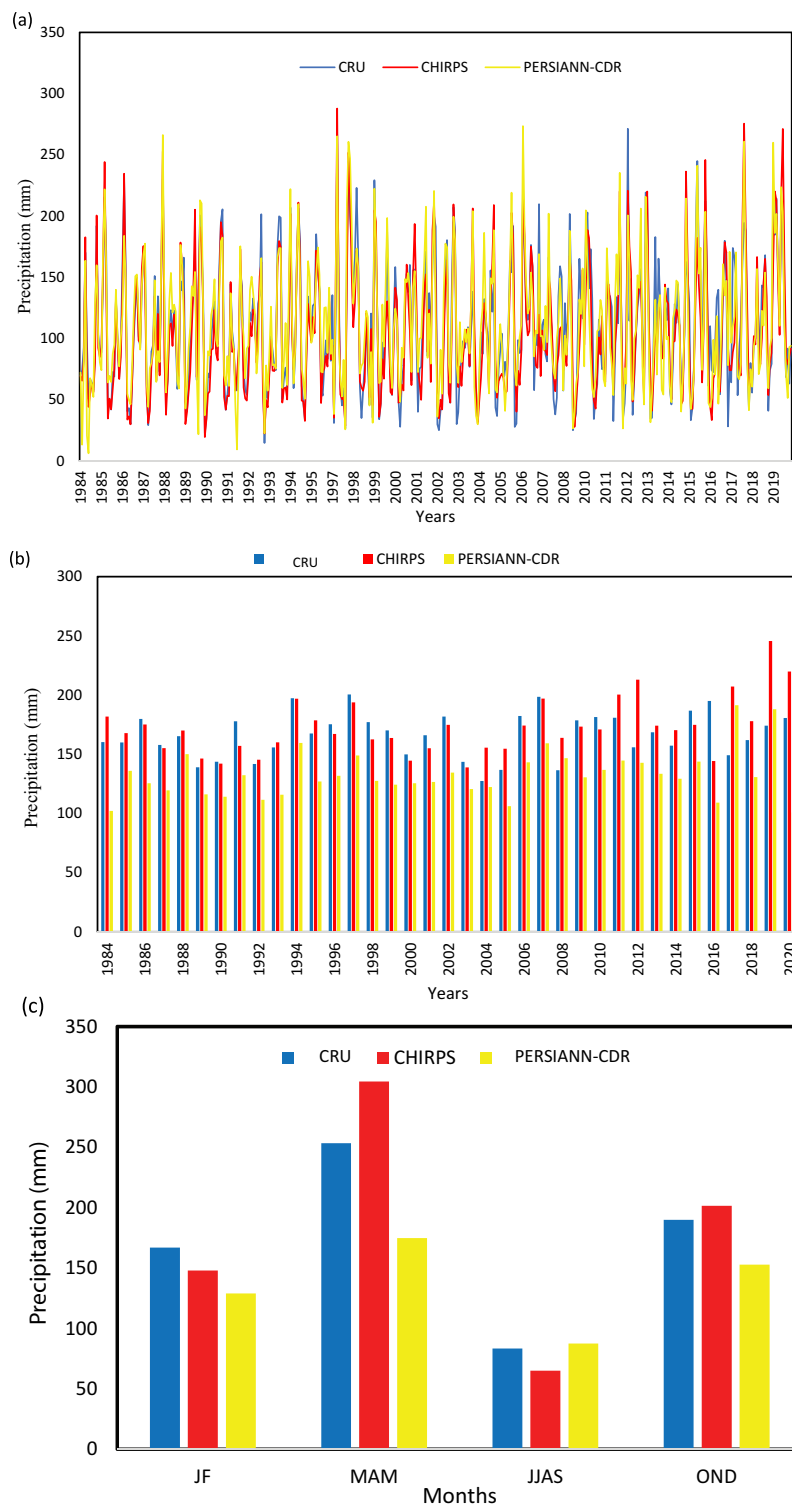 (a)
350
300
250
200
150
100
50
0
Precipitation (mm)
CRU CHIRPS PERSIANN-CDR
1984 1985 1986 1987 1988 1989 1990 1991 1992 1993 1994 1995 1996 1997 1998 1999 2000 2001 2002 2003 2004 2005 2006 2007 2008 2009 2010 2011 2012 2013 2014 2015 2016 2017 2018 2019
Years
(b)
CRU CHIRPS PERSIANN-CDR
300
250
200
150
100
50
0
Precipitation (mm)
1984 1986 1988 1990 1992 1994 1996 1998 2000 2002 2004 2006 2008 2010 2012 2014 2016 2018 2020
Years
(c)
350
300
250
200
150
100
50
0
Precipitation (mm)
CRU CHIRPS PERSIANN-CDR
JF MAM JJAS OND
Months